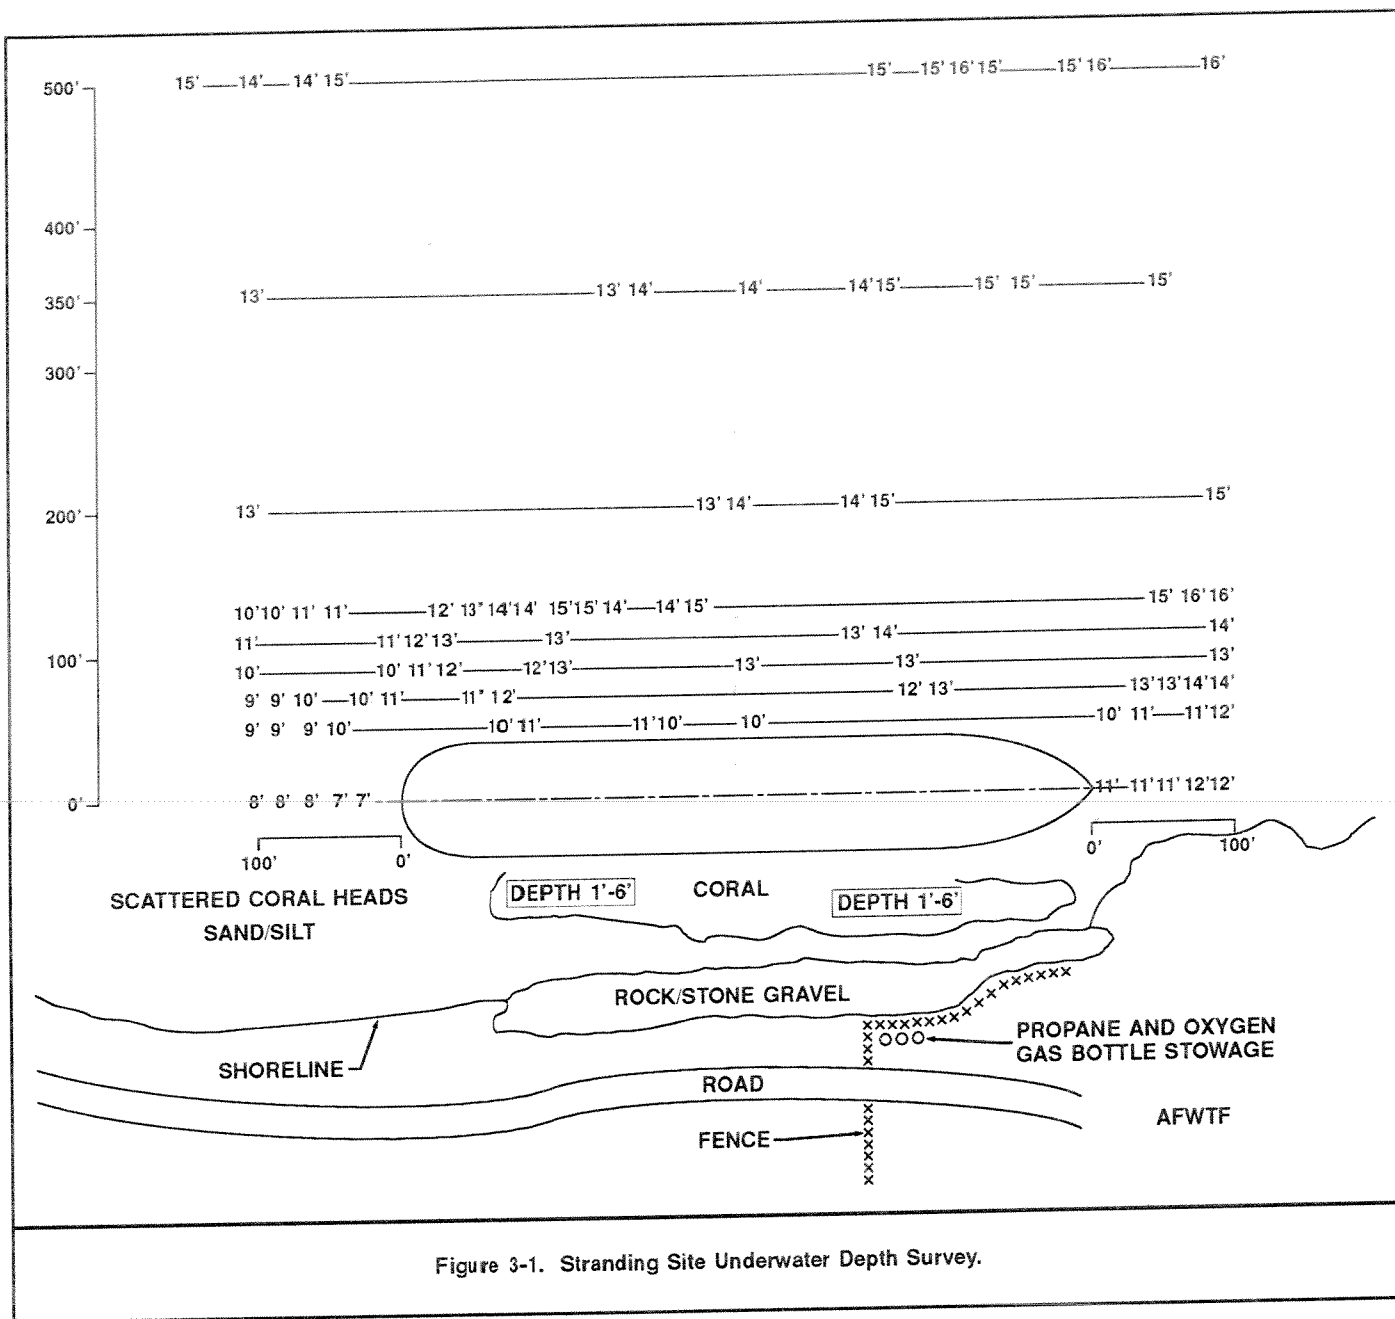 500' 15' 14' 14' 15' 15' 15' 16' 15' 15' 16' 16'
400'
350' 13' 13' 14' 14' 14' 15' 15' 15' 15'
300'
200' 13' 13' 14' 14' 15' 15'
10' 10' 11' 11' 12' 13" 14' 14' 15' 15' 14' 14' 15' 15' 16' 16'
11' 11' 12' 13' 13' 13' 14' 14'
100' 10' 10' 11' 12' 12' 13' 13' 13' 13'
9' 9' 10' 10' 11' 11" 12' 12' 13' 13' 13' 14' 14'
9' 9' 9' 10' 10' 11' 11' 10' 10' 10' 11' 11' 12'
0' 8' 8' 8' 7' 7' 11' 11' 11' 12' 12'
100' 0' 0' 100'
SCATTERED CORAL HEADS
SAND/SILT
DEPTH 1'-6'
CORAL
DEPTH 1'-6'
ROCK/STONE GRAVEL
SHORELINE
PROPANE AND OXYGEN
GAS BOTTLE STOWAGE
ROAD
AFWTF
FENCE
Figure 3-1. Stranding Site Underwater Depth Survey.